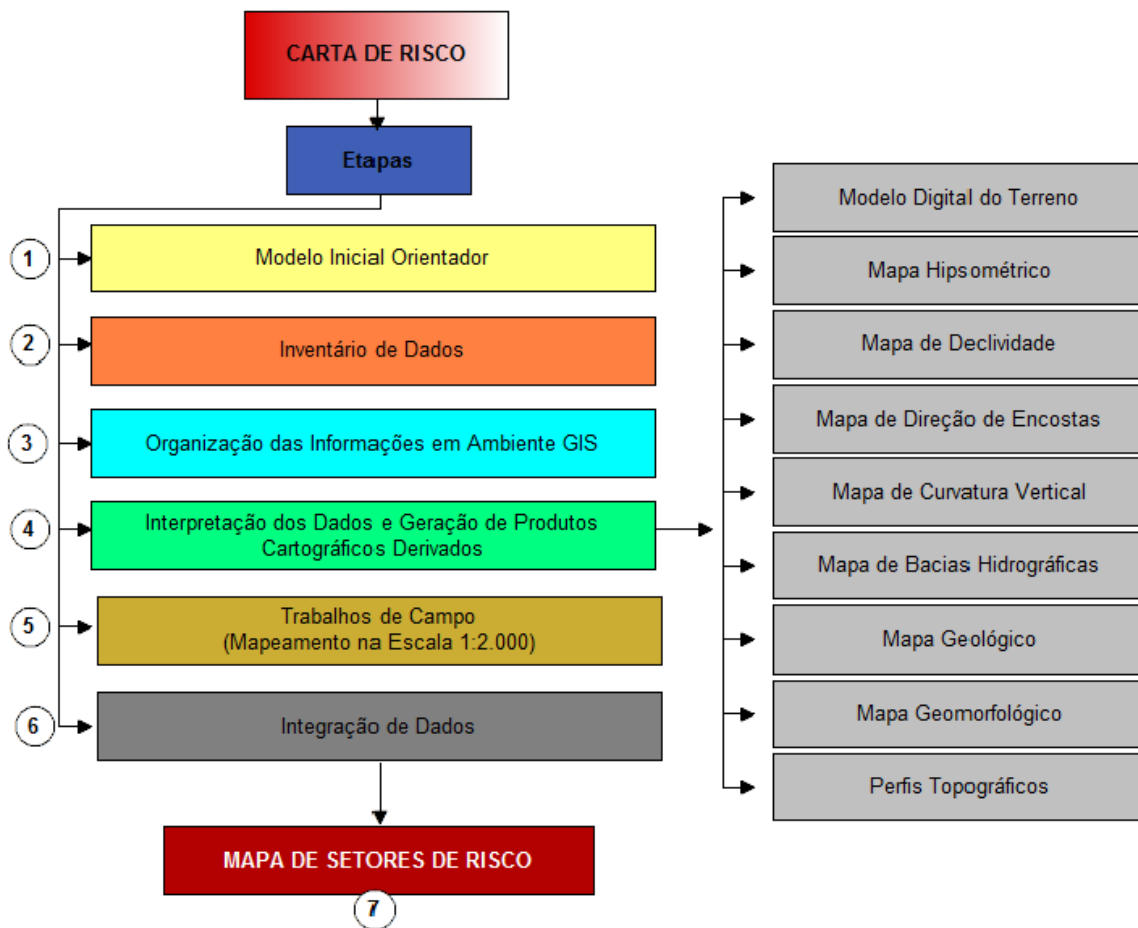 CARTA DE RISCO
Etapas
1
Modelo Inicial Orientador
2
Inventário de Dados
3
Organização das Informações em Ambiente GIS
4
Interpretação dos Dados e Geração de Produtos
Cartográficos Derivados
5
Trabalhos de Campo
(Mapeamento na Escala 1:2.000)
6
Integração de Dados
MAPA DE SETORES DE RISCO
7
Modelo Digital do Terreno
Mapa Hipsométrico
Mapa de Declividade
Mapa de Direção de Encostas
Mapa de Curvatura Vertical
Mapa de Bacias Hidrográficas
Mapa Geológico
Mapa Geomorfológico
Perfis Topográficos